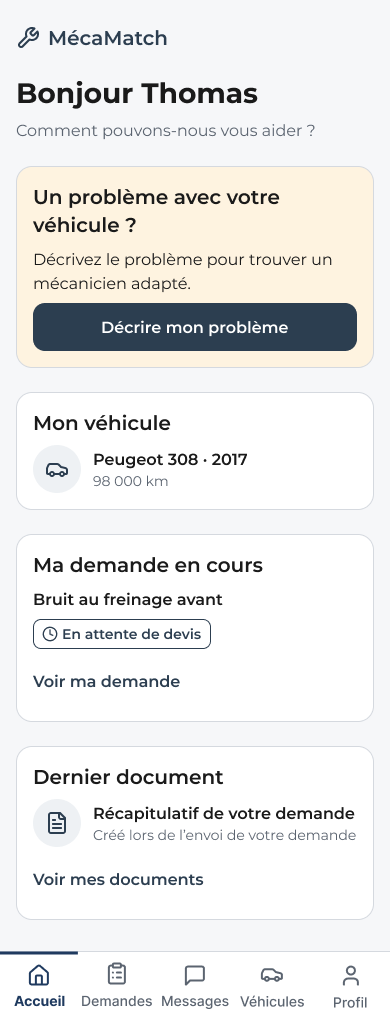 MécaMatch
Bonjour Thomas
Comment pouvons-nous vous aider ?
Un problème avec votre
véhicule ?
Décrivez le problème pour trouver un
mécanicien adapté.
Décrire mon problème
Mon véhicule
Peugeot 308 · 2017
98 000 km
Ma demande en cours
Bruit au freinage avant
En attente de devis
Voir ma demande
Dernier document
Récapitulatif de votre demande
Créé lors de l’envoi de votre demande
Voir mes documents
Accueil Demandes Messages Véhicules Profil